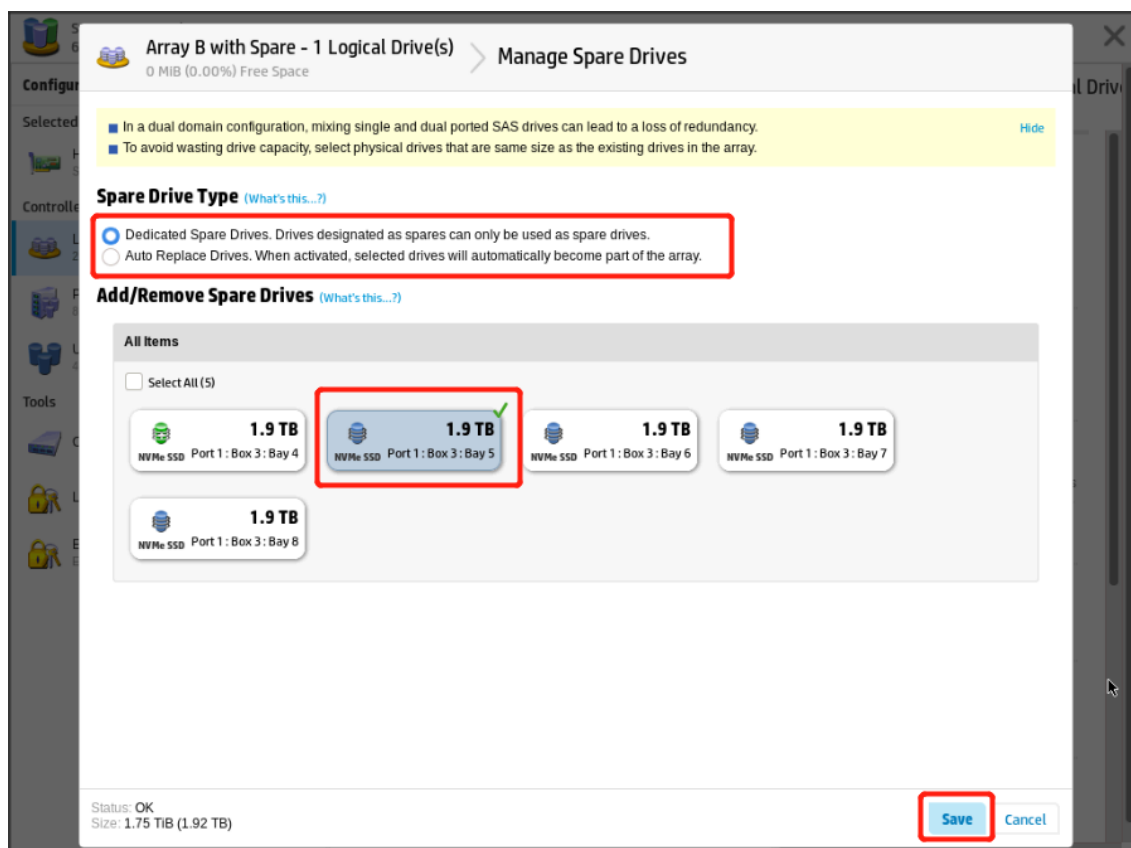 Array B with Spare - 1 Logical Drive(s)
0 MiB (0.00%) Free Space
Manage Spare Drives
Configur
al Driv
Selected
In a dual domain configuration, mixing single and dual ported SAS drives can lead to a loss of redundancy.
Hide
To avoid wasting drive capacity, select physical drives that are same size as the existing drives in the array.
Spare Drive Type (What's this...?)
Controlle
Dedicated Spare Drives. Drives designated as spares can only be used as spare drives.
Auto Replace Drives. When activated, selected drives will automatically become part of the array.
Add/Remove Spare Drives (What's this...?)
All Items
Select All (5)
Tools
1.9 TB
NVMe SSD Port 1 : Box 3 : Bay 4
1.9 TB
NVMe SSD Port 1 : Box 3 : Bay 5
1.9 TB
NVMe SSD Port 1 : Box 3 : Bay 6
1.9 TB
NVMe SSD Port 1 : Box 3 : Bay 7
1.9 TB
NVMe SSD Port 1 : Box 3 : Bay 8
Status: OK
Size: 1.75 TiB (1.92 TB)
Save
Cancel